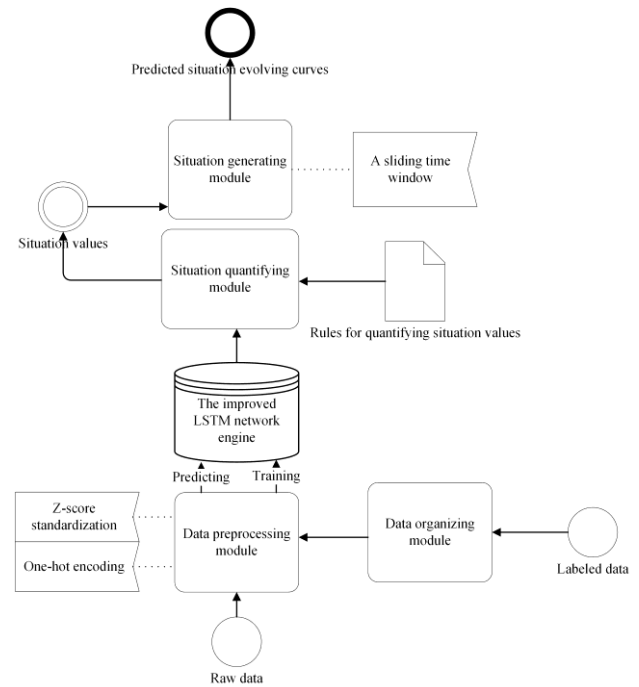 Predicted situation evolving curves
Situation generating
module
A sliding time
window
Situation values
Situation quantifying
module
Rules for quantifying situation values
The improved
LSTM network
engine
Predicting
Training
Z-score
standardization
One-hot encoding
Data preprocessing
module
Data organizing
module
Labeled data
Raw data